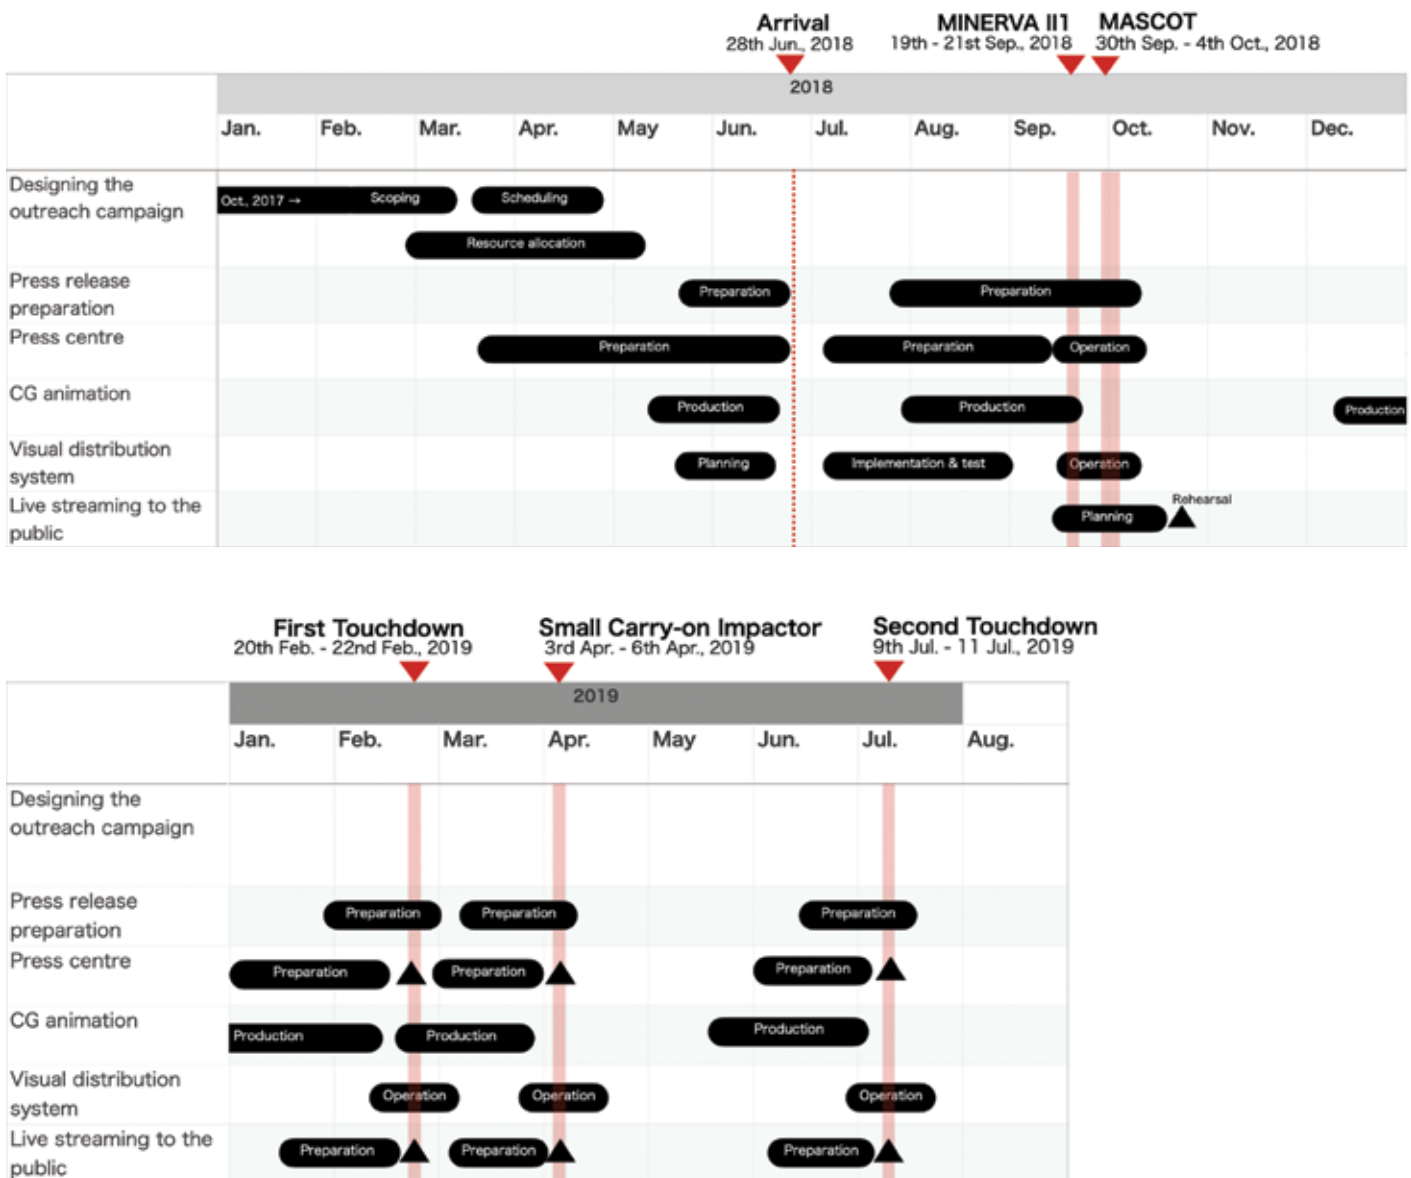 Arrival
28th Jun., 2018
MINERVA II1
19th - 21st Sep., 2018
MASCOT
30th Sep. - 4th Oct., 2018
2018
Jan. Feb. Mar. Apr. May Jun. Jul. Aug. Sep. Oct. Nov. Dec.
Designing the
outreach campaign
Oct., 2017 → Scoping Scheduling
Resource allocation
Press release
preparation
Preparation Preparation
Press centre
Preparation Preparation Operation
CG animation
Production Production Production
Visual distribution
system
Planning Implementation & test Operation
Live streaming to the
public
Planning Rehearsal
First Touchdown
20th Feb. - 22nd Feb., 2019
Small Carry-on Impactor
3rd Apr. - 6th Apr., 2019
Second Touchdown
9th Jul. - 11 Jul., 2019
2019
Jan. Feb. Mar. Apr. May Jun. Jul. Aug.
Designing the
outreach campaign
Press release
preparation
Preparation Preparation Preparation
Press centre
Preparation Preparation Preparation
CG animation
Production Production Production
Visual distribution
system
Operation Operation Operation
Live streaming to the
public
Preparation Preparation Preparation